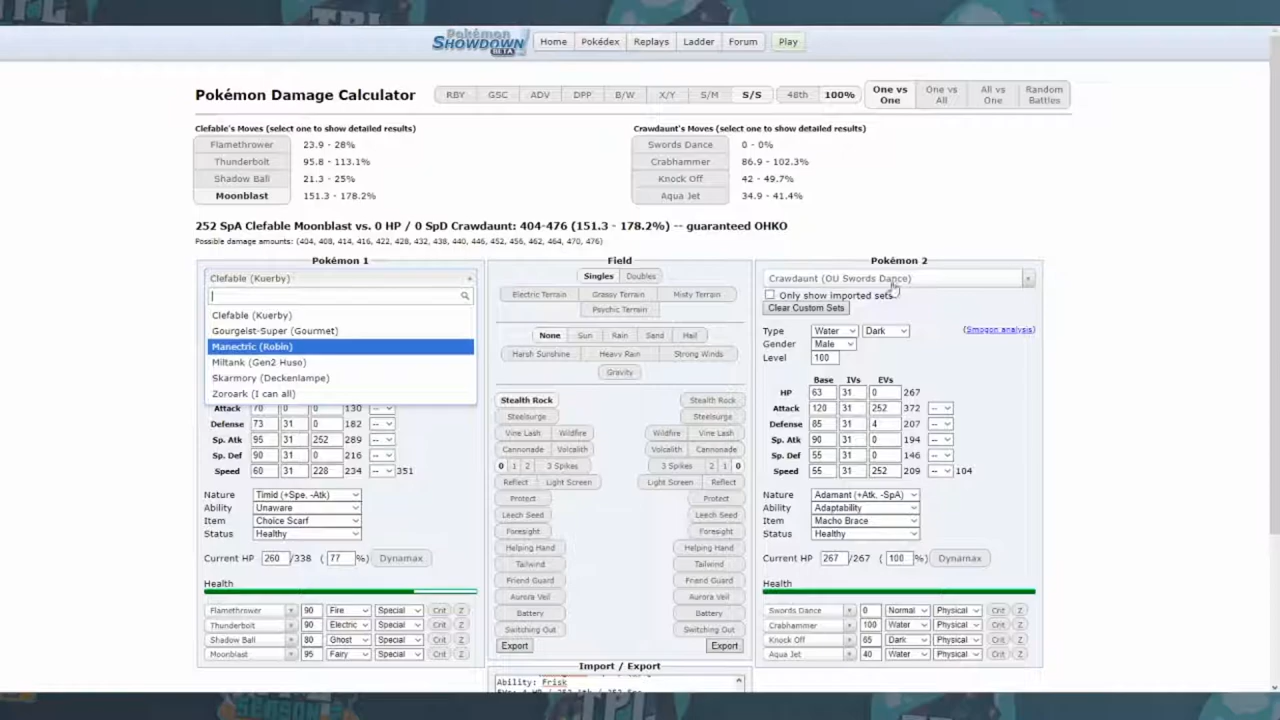 TPL
TPL
Pokémon
SHOWDOWN
BETA
Home Pokédex Replays Ladder Forum Play
Pokémon Damage Calculator
RBY GSC ADV DPP B/W X/Y S/M S/S 48th 100% One vs One One vs All All vs One Random Battles
Clefable's Moves (select one to show detailed results)
Flamethrower 23.9 - 28%
Thunderbolt 95.8 - 113.1%
Shadow Ball 21.3 - 25%
Moonblast 151.3 - 178.2%
Crawdaunt's Moves (select one to show detailed results)
Swords Dance 0 - 0%
Crabhammer 86.9 - 102.3%
Knock Off 42 - 49.7%
Aqua Jet 34.9 - 41.4%
252 SpA Clefable Moonblast vs. 0 HP / 0 SpD Crawdaunt: 404-476 (151.3 - 178.2%) -- guaranteed OHKO
Possible damage amounts: (404, 408, 414, 416, 422, 428, 432, 438, 440, 446, 452, 456, 462, 464, 470, 476)
Pokémon 1
Clefable (Kuerby)
Clefable (Kuerby)
Gourgeist-Super (Gourmet)
Manectric (Robin)
Miltank (Gen2 Huso)
Skarmory (Deckenlampe)
Zoroark (I can all)
Attack 70 0 0 130 --
Defense 73 31 0 182 --
Sp. Atk 95 31 252 289 --
Sp. Def 90 31 0 216 --
Speed 60 31 228 234 -- 351
Nature Timid (+Spe, -Atk)
Ability Unaware
Item Choice Scarf
Status Healthy
Current HP 260 /338 ( 77 %) Dynamax
Health
Flamethrower 90 Fire Special Crit Z
Thunderbolt 90 Electric Special Crit Z
Shadow Ball 80 Ghost Special Crit Z
Moonblast 95 Fairy Special Crit Z
Field
Singles Doubles
Electric Terrain Grassy Terrain Misty Terrain
Psychic Terrain
None Sun Rain Sand Hail
Harsh Sunshine Heavy Rain Strong Winds
Gravity
Stealth Rock Stealth Rock
Steelsurge Steelsurge
Vine Lash Wildfire Wildfire Vine Lash
Cannonade Volcalith Volcalith Cannonade
0 1 2 3 Spikes 3 Spikes 2 1 0
Reflect Light Screen Light Screen Reflect
Protect Protect
Leech Seed Leech Seed
Foresight Foresight
Helping Hand Helping Hand
Tailwind Tailwind
Friend Guard Friend Guard
Aurora Veil Aurora Veil
Battery Battery
Switching Out Switching Out
Export Export
Pokémon 2
Crawdaunt (OU Swords Dance)
Only show imported sets
Clear Custom Sets
Type Water Dark (Smogon analysis)
Gender Male
Level 100
Base IVs EVs
HP 63 31 0 267
Attack 120 31 252 372 --
Defense 85 31 4 207 --
Sp. Atk 90 31 0 194 --
Sp. Def 55 31 0 146 --
Speed 55 31 252 209 -- 104
Nature Adamant (+Atk, -SpA)
Ability Adaptability
Item Macho Brace
Status Healthy
Current HP 267 /267 ( 100 %) Dynamax
Health
Swords Dance 0 Normal Physical Crit Z
Crabhammer 100 Water Physical Crit Z
Knock Off 65 Dark Physical Crit Z
Aqua Jet 40 Water Physical Crit Z
Import / Export
Ability: Frisk
TPL